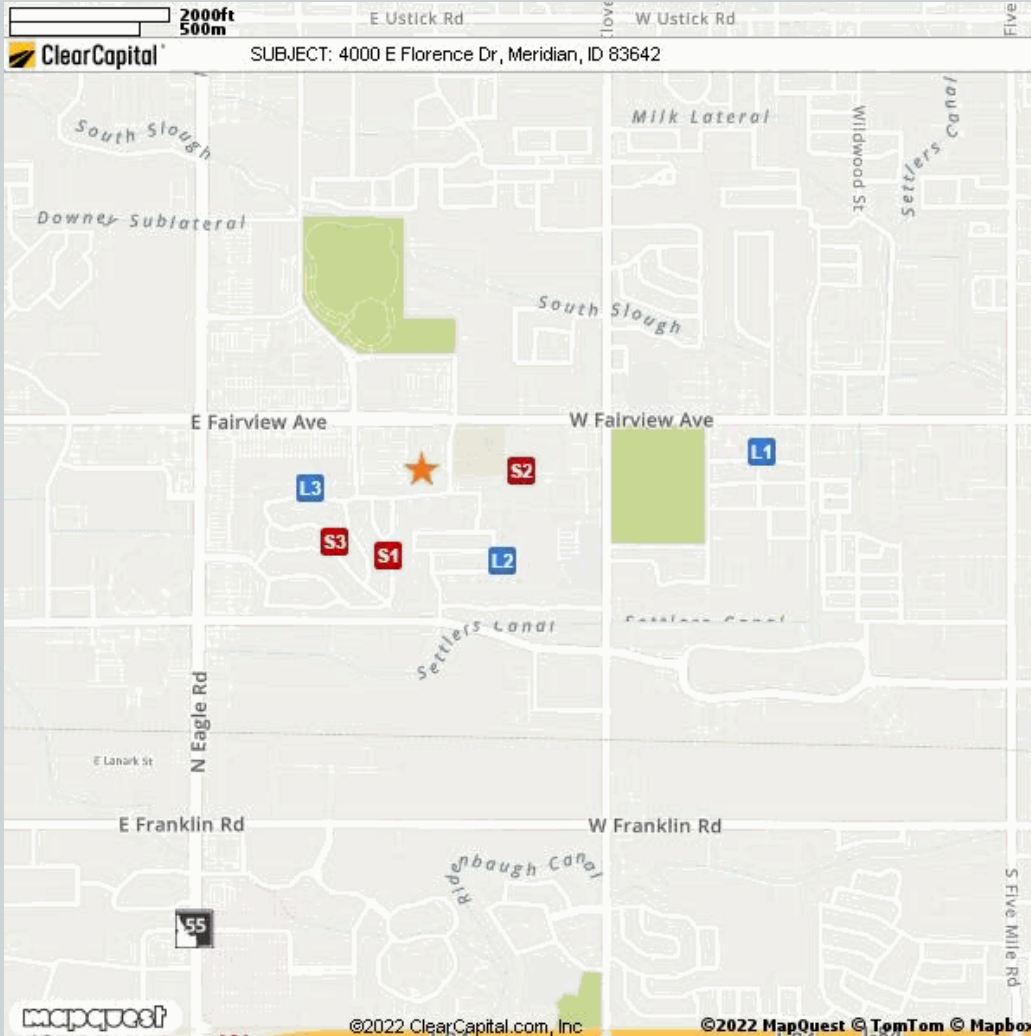 2000ft
500m
E Ustick Rd
W Ustick Rd
Five
ClearCapital
SUBJECT: 4000 E Florence Dr, Meridian, ID 83642
South Slough
Milk Lateral
Wildwood St
Settlers Canal
Downey Sublateral
South Slough
E Fairview Ave
W Fairview Ave
L1
S2
L3
S3
S1
L2
Settlers Canal
Settlers Canal
N Eagle Rd
E Lanark St
E Franklin Rd
W Franklin Rd
Ridenbaugh Canal
S Five Mile Rd
55
mapquest
©2022 ClearCapital.com, Inc
©2022 MapQuest © TomTom © Mapbox